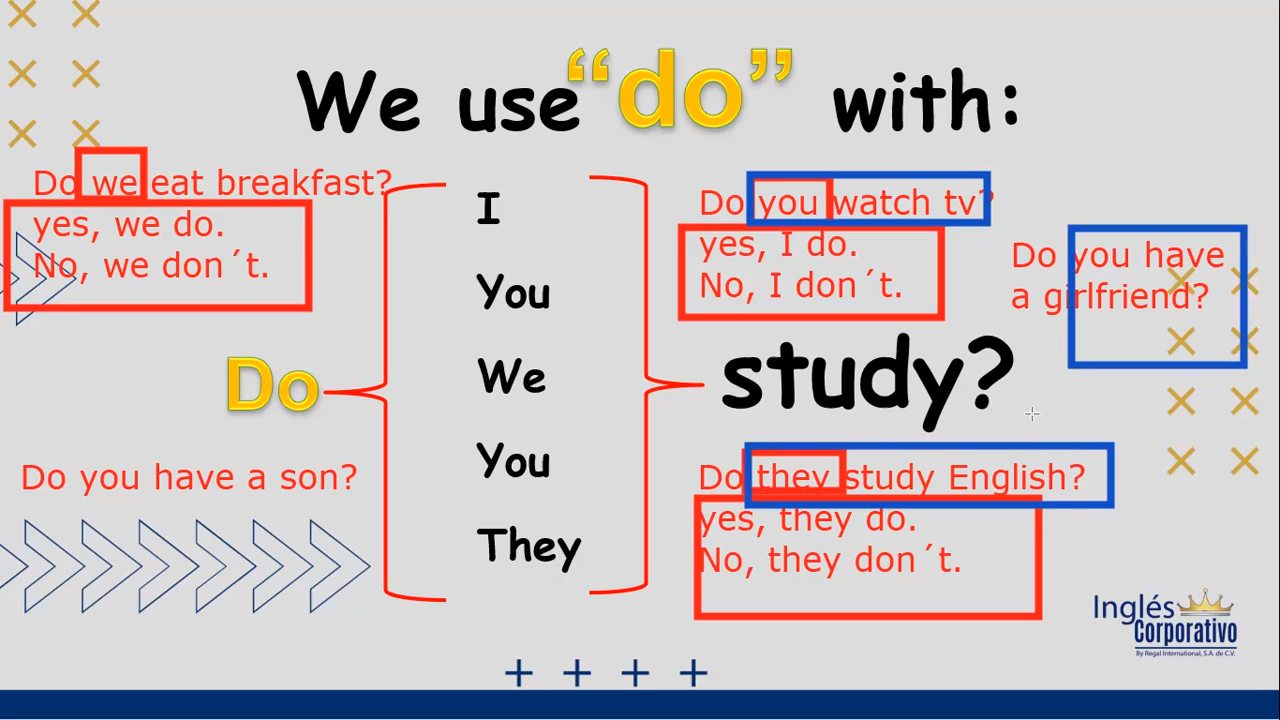 We use "do" with:
Do we eat breakfast?
yes, we do.
No, we don´t.
Do
Do you have a son?
I
You
We
You
They
Do you watch tv?
yes, I do.
No, I don´t.
Do you have
a girlfriend?
study?
Do they study English?
yes, they do.
No, they don´t.
Inglés
Corporativo
By Regal International, S.A. de C.V.